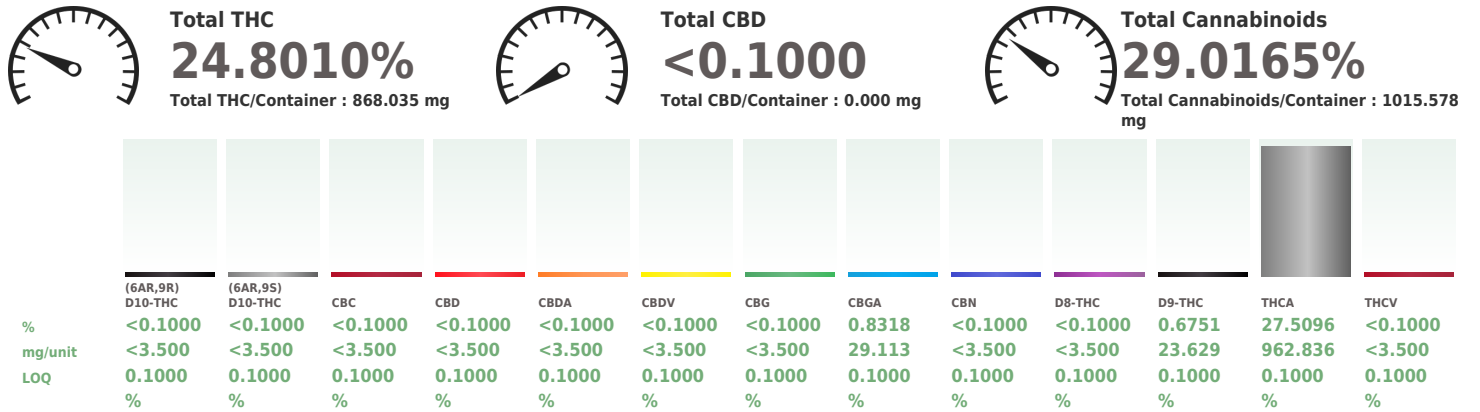 Total THC
24.8010%
Total THC/Container : 868.035 mg
Total CBD
<0.1000
Total CBD/Container : 0.000 mg
Total Cannabinoids
29.0165%
Total Cannabinoids/Container : 1015.578
mg
(6AR,9R) (6AR,9S)
D10-THC D10-THC CBC CBD CBDA CBDV CBG CBGA CBN D8-THC D9-THC THCA THCV
% <0.1000 <0.1000 <0.1000 <0.1000 <0.1000 <0.1000 <0.1000 0.8318 <0.1000 <0.1000 0.6751 27.5096 <0.1000
mg/unit <3.500 <3.500 <3.500 <3.500 <3.500 <3.500 <3.500 29.113 <3.500 <3.500 23.629 962.836 <3.500
LOQ 0.1000 0.1000 0.1000 0.1000 0.1000 0.1000 0.1000 0.1000 0.1000 0.1000 0.1000 0.1000 0.1000
% % % % % % % % % % % % %